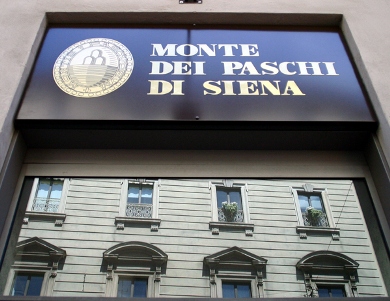 MONTE
DEI PASCHI
DI SIENA